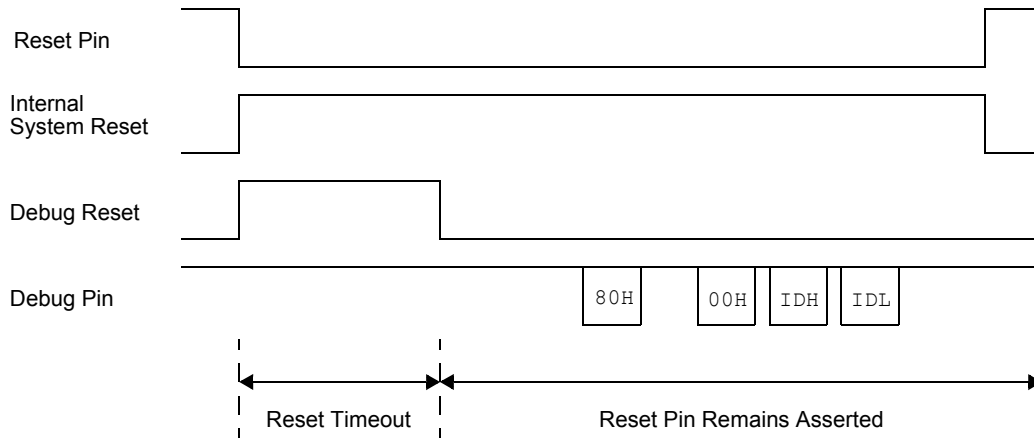 Reset Pin
Internal
System Reset
Debug Reset
Debug Pin
80H
00H
IDH
IDL
Reset Timeout
Reset Pin Remains Asserted